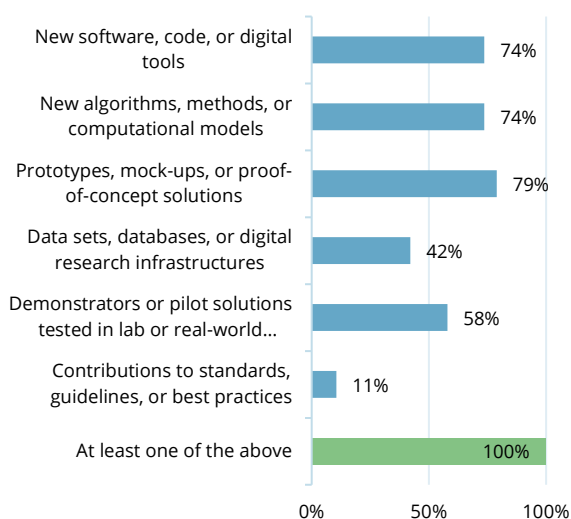 New software, code, or digital
tools
74%
New algorithms, methods, or
computational models
74%
Prototypes, mock-ups, or proof-
of-concept solutions
79%
Data sets, databases, or digital
research infrastructures
42%
Demonstrators or pilot solutions
tested in lab or real-world...
58%
Contributions to standards,
guidelines, or best practices
11%
At least one of the above
100%
0% 50% 100%